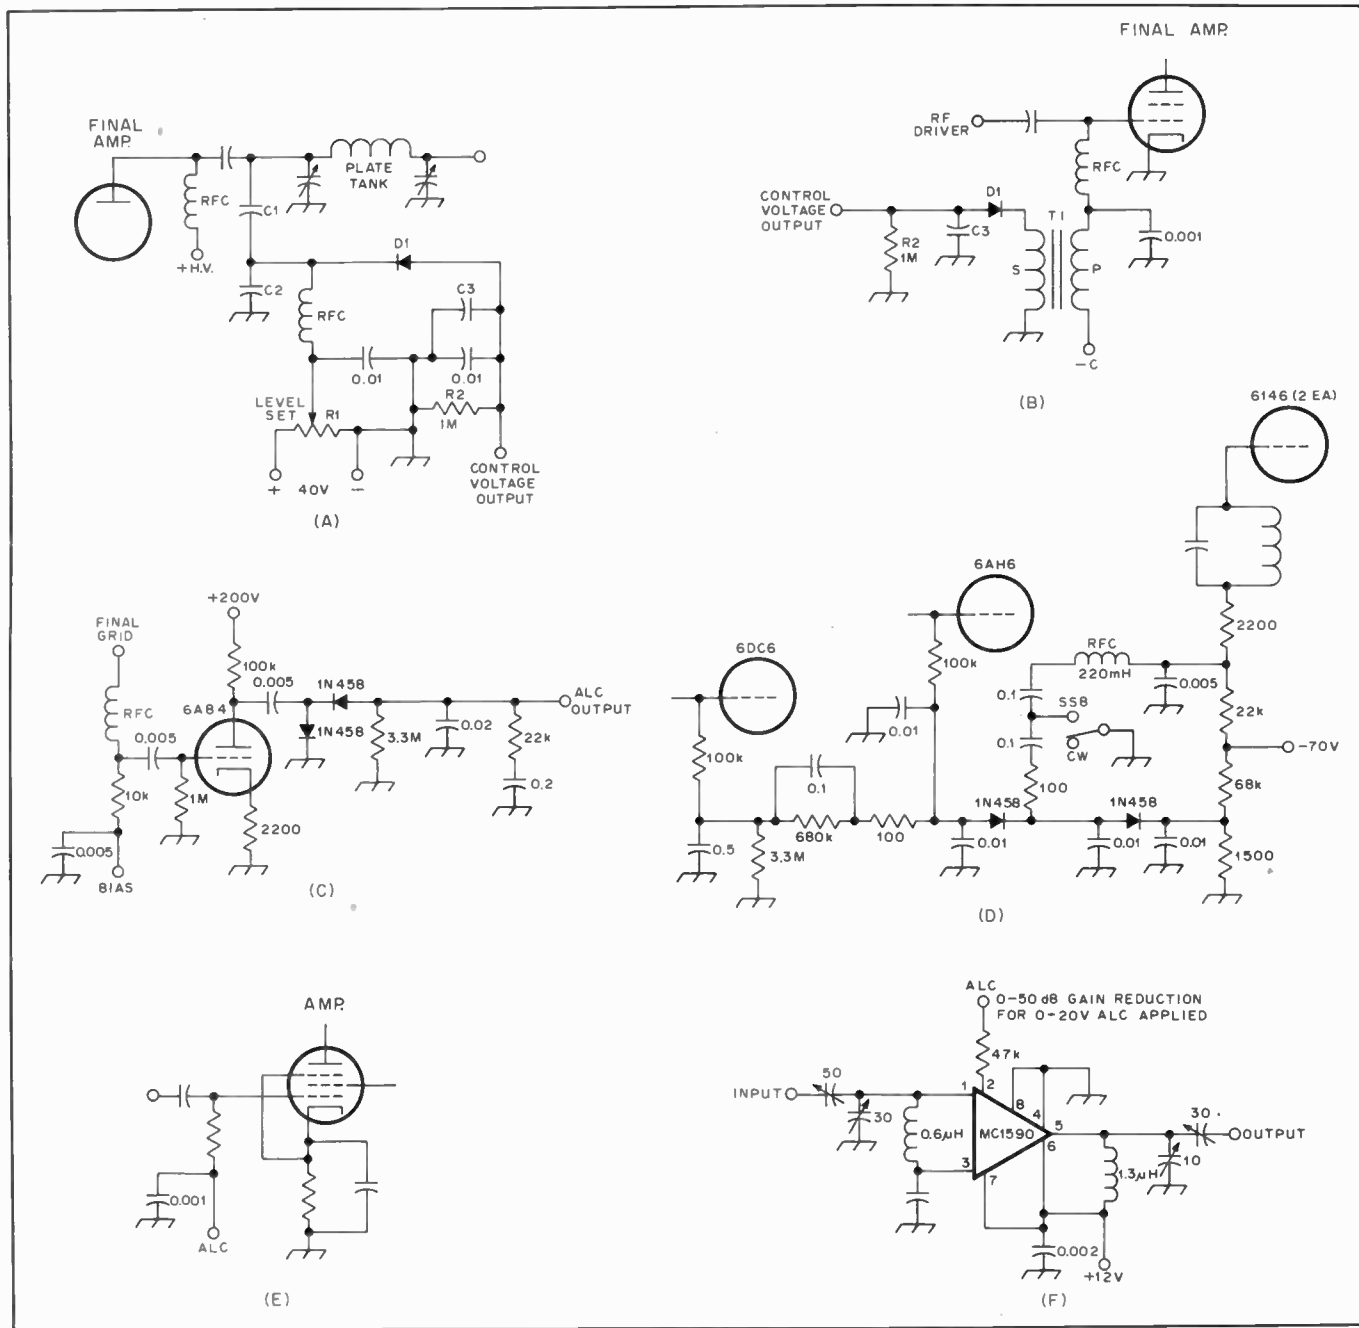 FINAL AMP.
RF DRIVER
RFC
CONTROL VOLTAGE OUTPUT
D1
T1
R2
1M
C3
S
P
0.001
-C
(B)
FINAL AMP.
RFC
+H.V.
C1
PLATE TANK
C2
D1
RFC
C3
0.01
0.01
LEVEL SET
R1
R2
1M
+ 40V -
CONTROL VOLTAGE OUTPUT
(A)
+200V
FINAL GRID
100k
0.005
1N458
ALC OUTPUT
RFC
6A84
0.005
1N458
3.3M
0.02
22k
10k
1M
0.2
2200
0.005
BIAS
(C)
6146 (2 EA)
6AH6
2200
6DC6
RFC
220mH
100k
0.1
0.005
SSB
22k
0.01
100k
0.1
CW
-70V
0.1
100
68k
1N458
1N458
680k
100
0.5
3.3M
0.01
0.01
0.01
1500
(D)
AMP.
0.001
ALC
(E)
ALC
0-50 dB GAIN REDUCTION
FOR 0-20V ALC APPLIED
47k
INPUT
50
1
2
8
4
30
30
5
OUTPUT
0.6µH
MC1590
6
3
7
1.3µH
10
0.002
+12V
(F)